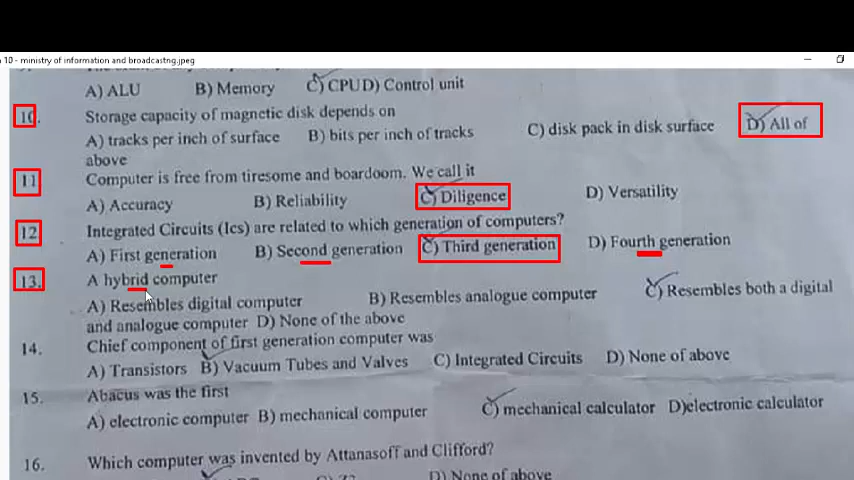 10 - ministry of information and broadcastng.jpeg
A) ALU B) Memory C) CPUD) Control unit
10. Storage capacity of magnetic disk depends on
A) tracks per inch of surface B) bits per inch of tracks C) disk pack in disk surface D) All of
above
11 Computer is free from tiresome and boardoom. We call it
A) Accuracy B) Reliability C) Diligence D) Versatility
12 Integrated Circuits (Ics) are related to which generation of computers?
A) First generation B) Second generation C) Third generation D) Fourth generation
13. A hybrid computer
A) Resembles digital computer B) Resembles analogue computer C) Resembles both a digital
and analogue computer D) None of the above
14. Chief component of first generation computer was
A) Transistors B) Vacuum Tubes and Valves C) Integrated Circuits D) None of above
15. Abacus was the first
A) electronic computer B) mechanical computer C) mechanical calculator D)electronic calculator
16. Which computer was invented by Attanasoff and Clifford?
D) None of above